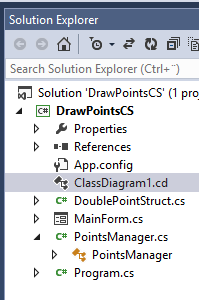 Solution Explorer
Search Solution Explorer (Ctrl+¨)
Solution 'DrawPointsCS' (1 proj
C# DrawPointsCS
Properties
References
App.config
ClassDiagram1.cd
C# DoublePointStruct.cs
MainForm.cs
C# PointsManager.cs
PointsManager
C# Program.cs